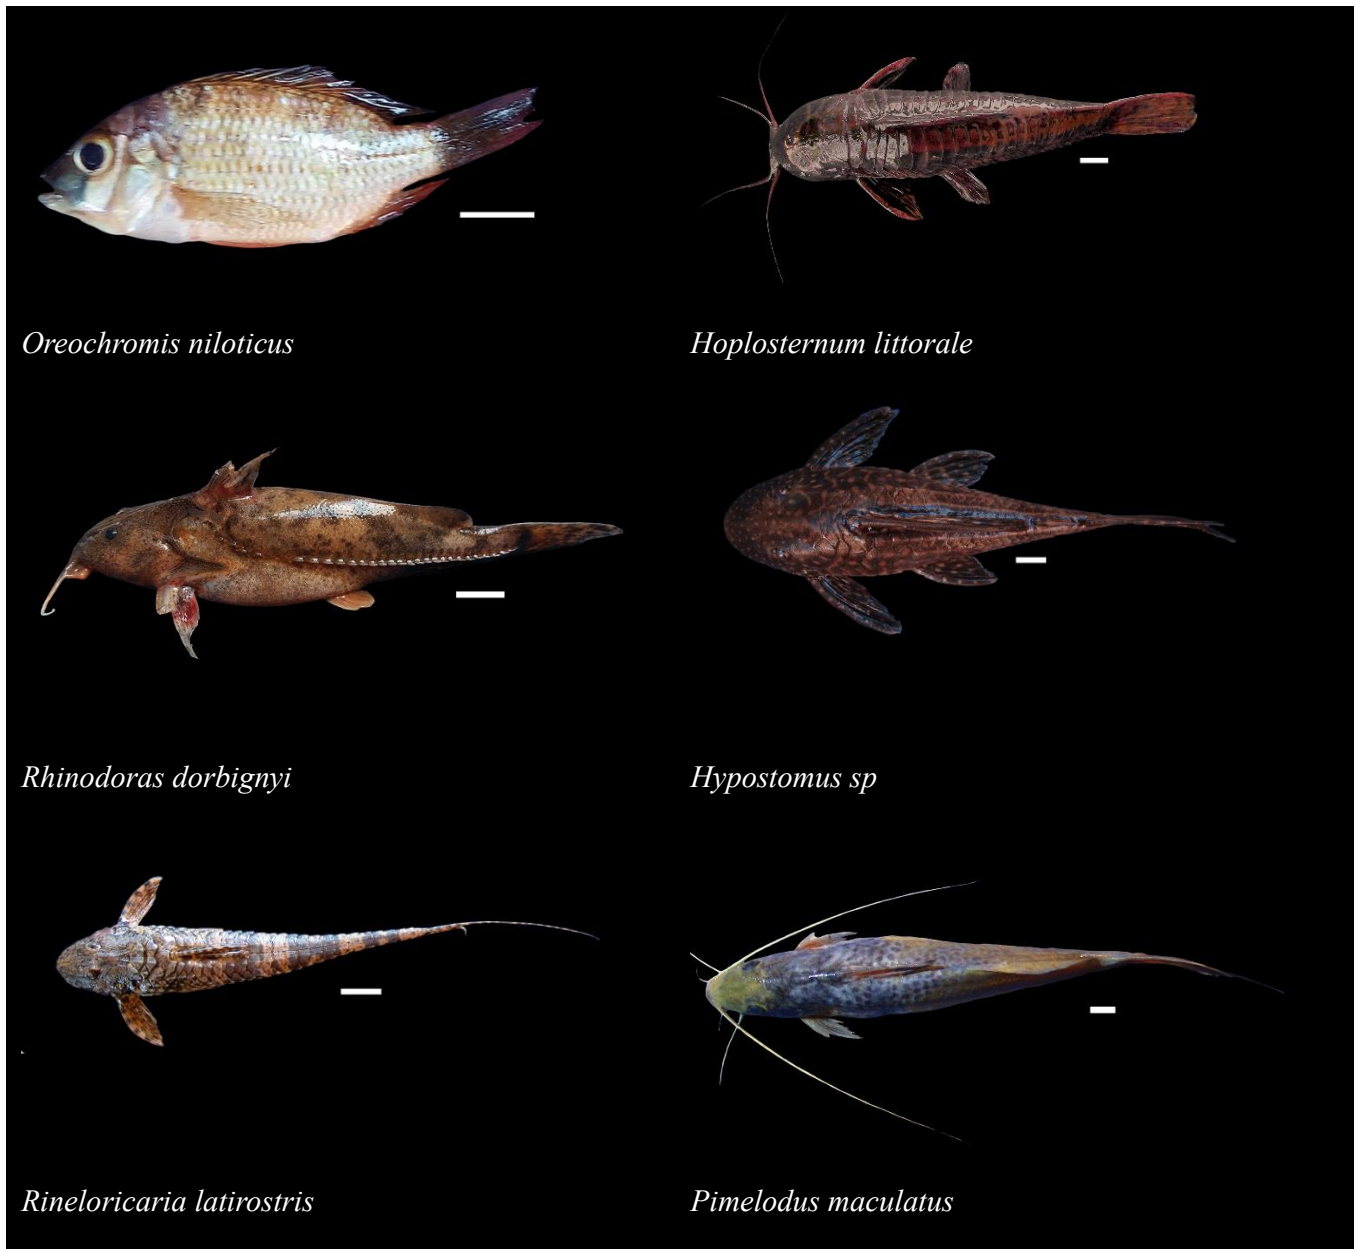 Oreochromis niloticus
Hoplosternum littorale
Rhinodoras dorbignyi
Hypostomus sp
Rineloricaria latirostris
Pimelodus maculatus